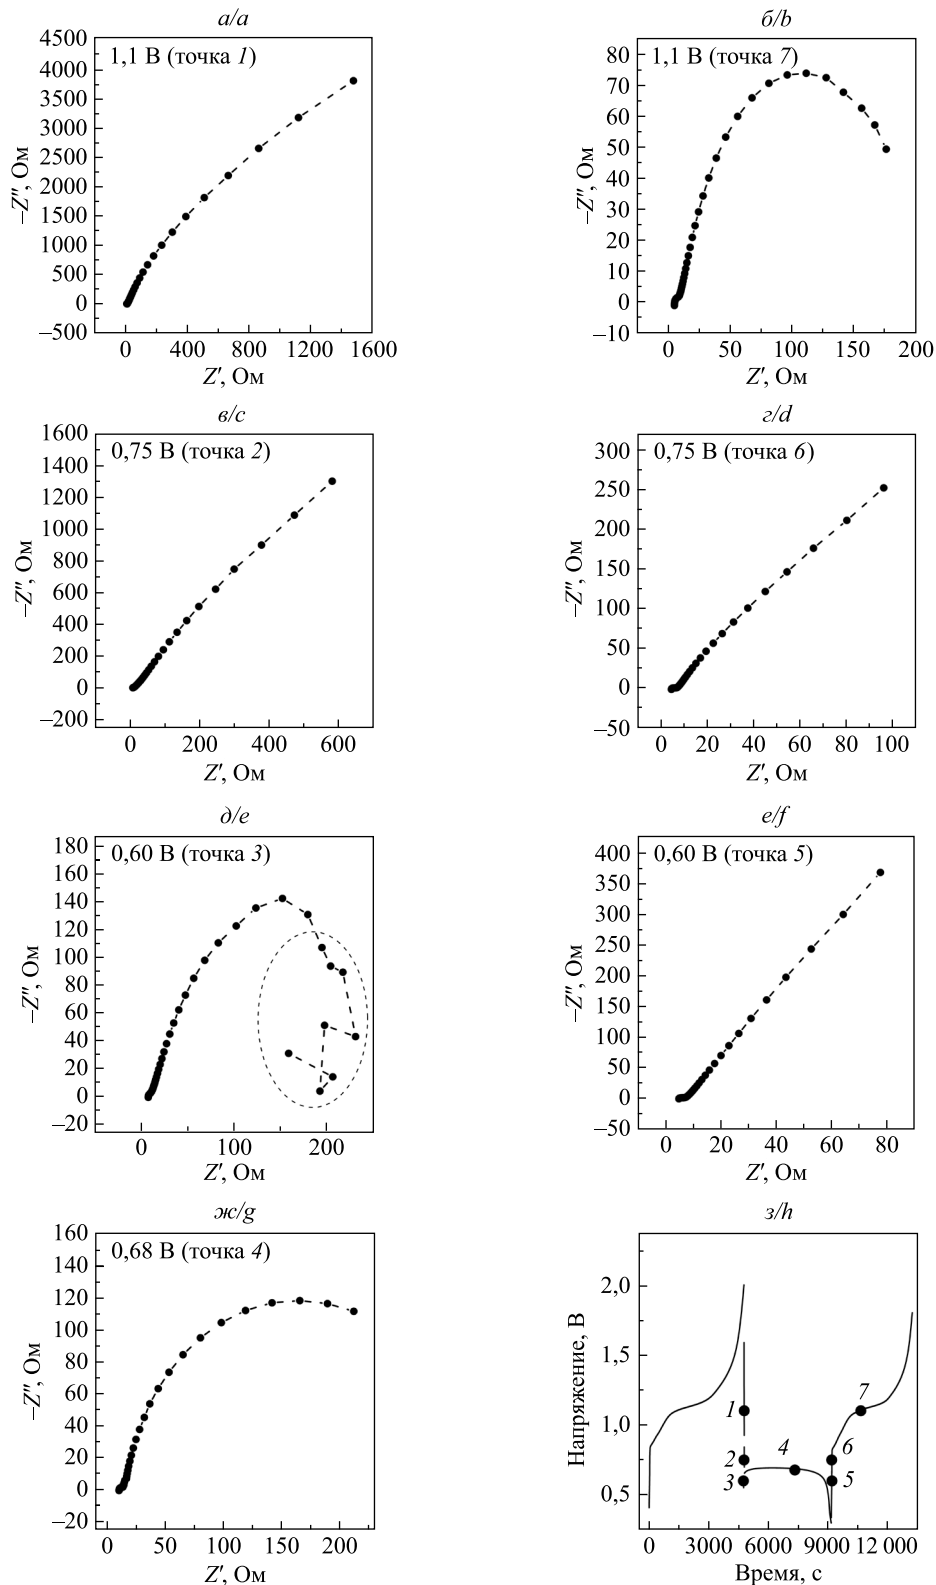 а/a
4500
4000
3500
3000
2500
2000
1500
1000
500
0
–500
1,1 В (точка 1)
–Z″, Ом
0 400 800 1200 1600
Z′, Ом
б/b
80
70
60
50
40
30
20
10
0
–10
1,1 В (точка 7)
–Z″, Ом
0 50 100 150 200
Z′, Ом
в/c
1600
1400
1200
1000
800
600
400
200
0
–200
0,75 В (точка 2)
–Z″, Ом
0 200 400 600
Z′, Ом
г/d
300
250
200
150
100
50
0
–50
0,75 В (точка 6)
–Z″, Ом
0 20 40 60 80 100
Z′, Ом
д/e
180
160
140
120
100
80
60
40
20
0
–20
0,60 В (точка 3)
–Z″, Ом
0 100 200
Z′, Ом
е/f
400
350
300
250
200
150
100
50
0
–50
0,60 В (точка 5)
–Z″, Ом
0 20 40 60 80
Z′, Ом
ж/g
160
140
120
100
80
60
40
20
0
–20
0,68 В (точка 4)
–Z″, Ом
0 50 100 150 200
Z′, Ом
з/h
2,0
1,5
1,0
0,5
Напряжение, В
1
2
3
4
5
6
7
0 3000 6000 9000 12 000
Время, с